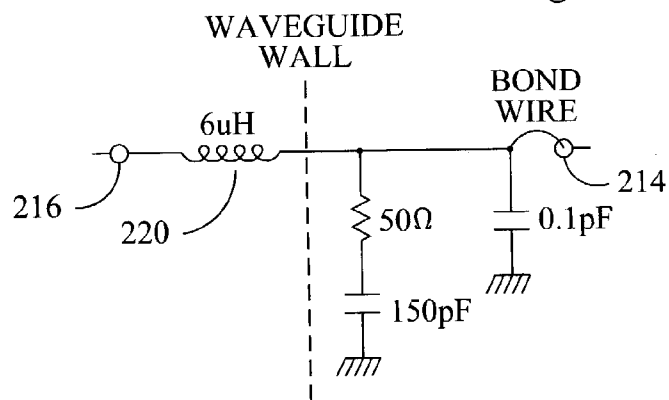 WAVEGUIDE
WALL
BOND
WIRE
6uH
214
216
220
50Ω
0.1pF
150pF